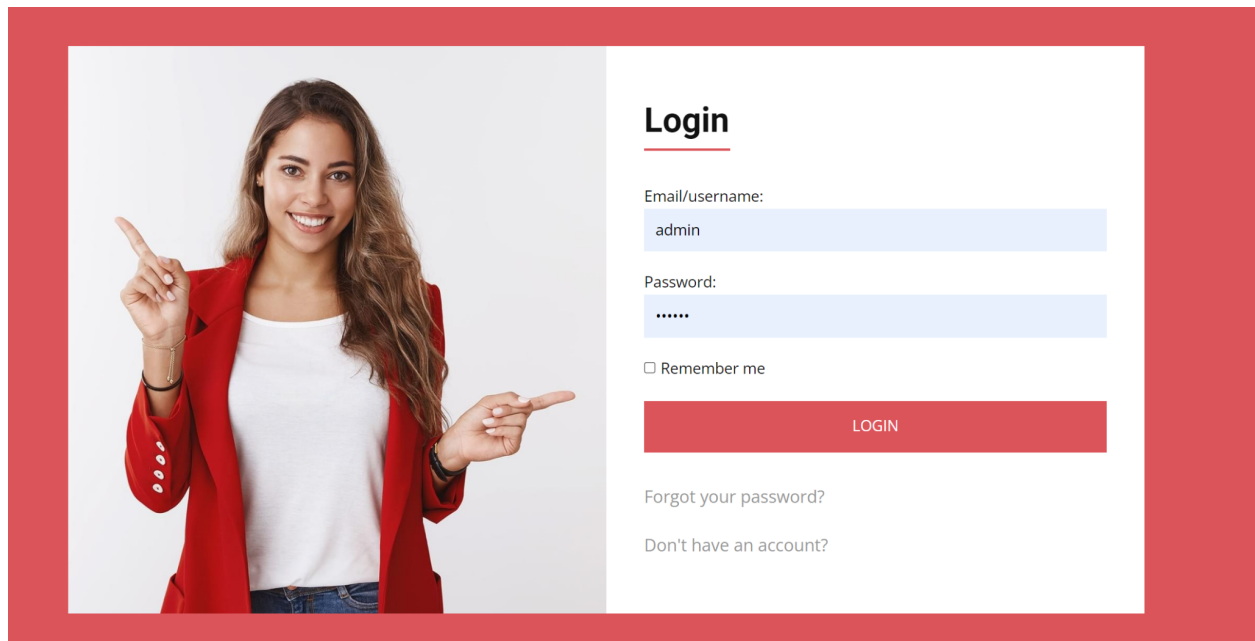 Login
Email/username:
admin
Password:
••••••
Remember me
LOGIN
Forgot your password?
Don't have an account?